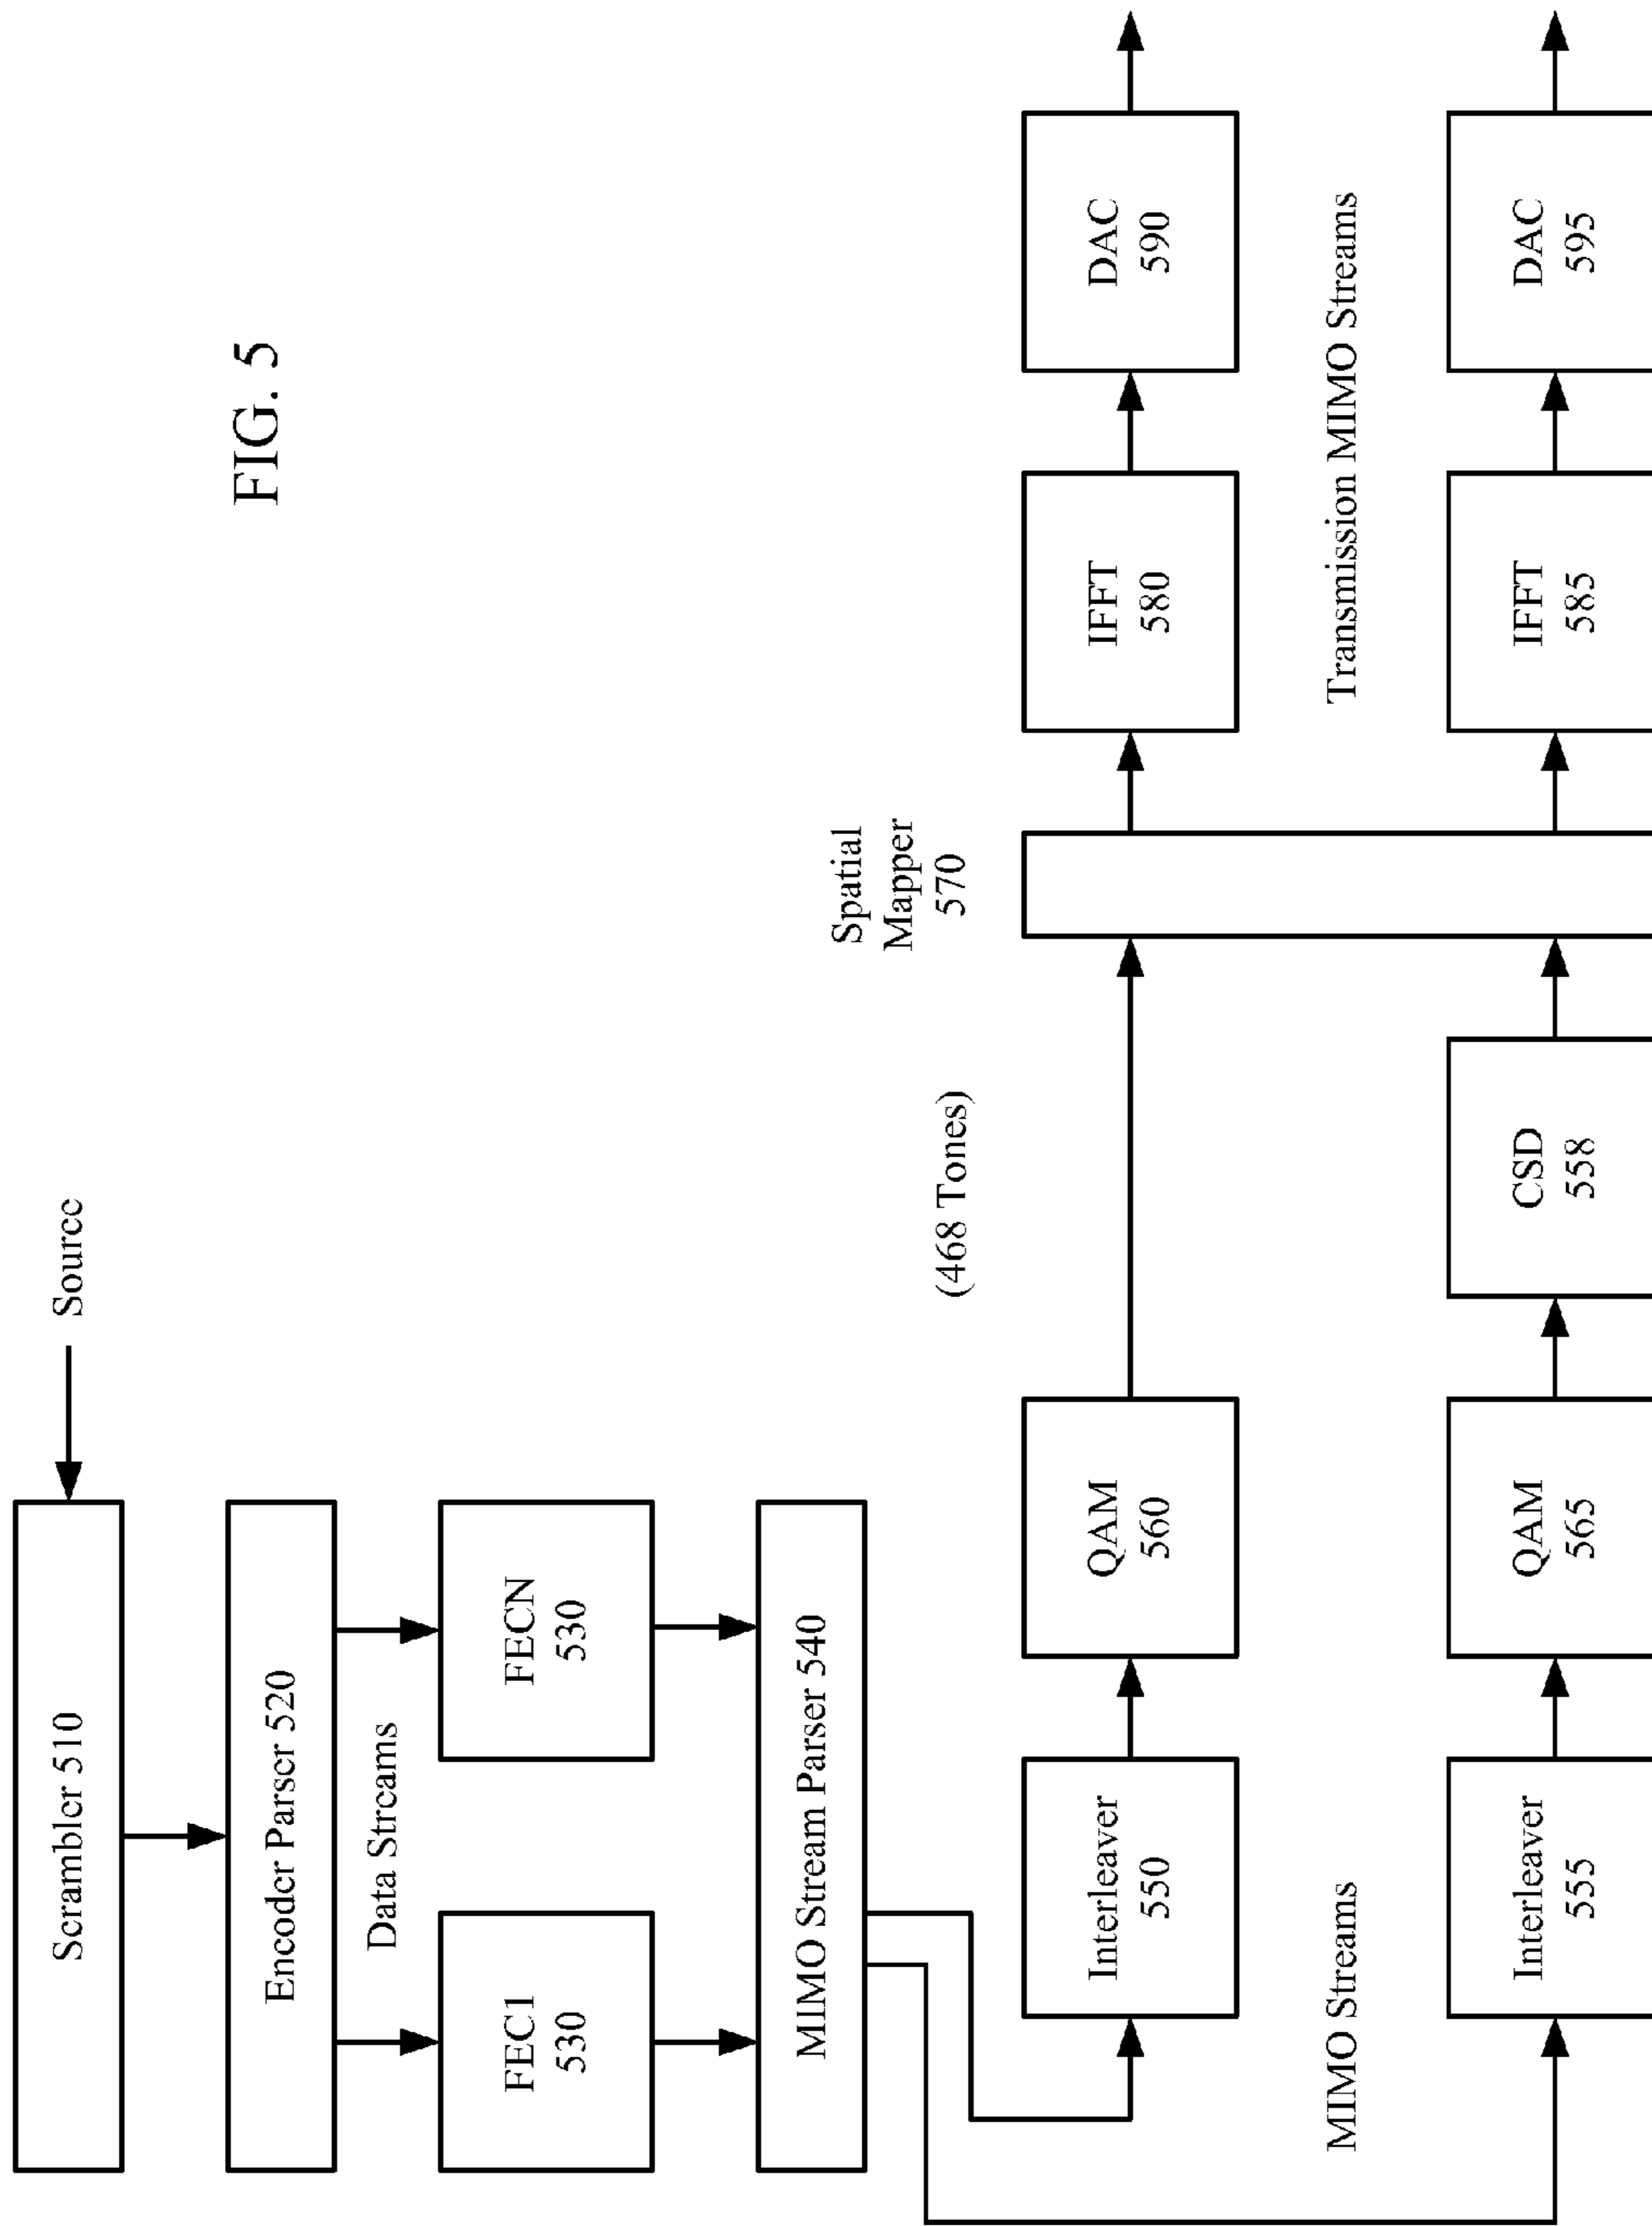 FIG. 5
Source
Scrambler 510
Encoder Parser 520
Data Streams
FEC1
530
FECN
530
MIMO Stream Parser 540
(468 Tones)
Spatial
Mapper
570
Interleaver
550
QAM
560
IFFT
580
DAC
590
MIMO Streams
Transmission MIMO Streams
Interleaver
555
QAM
565
CSD
558
IFFT
585
DAC
595